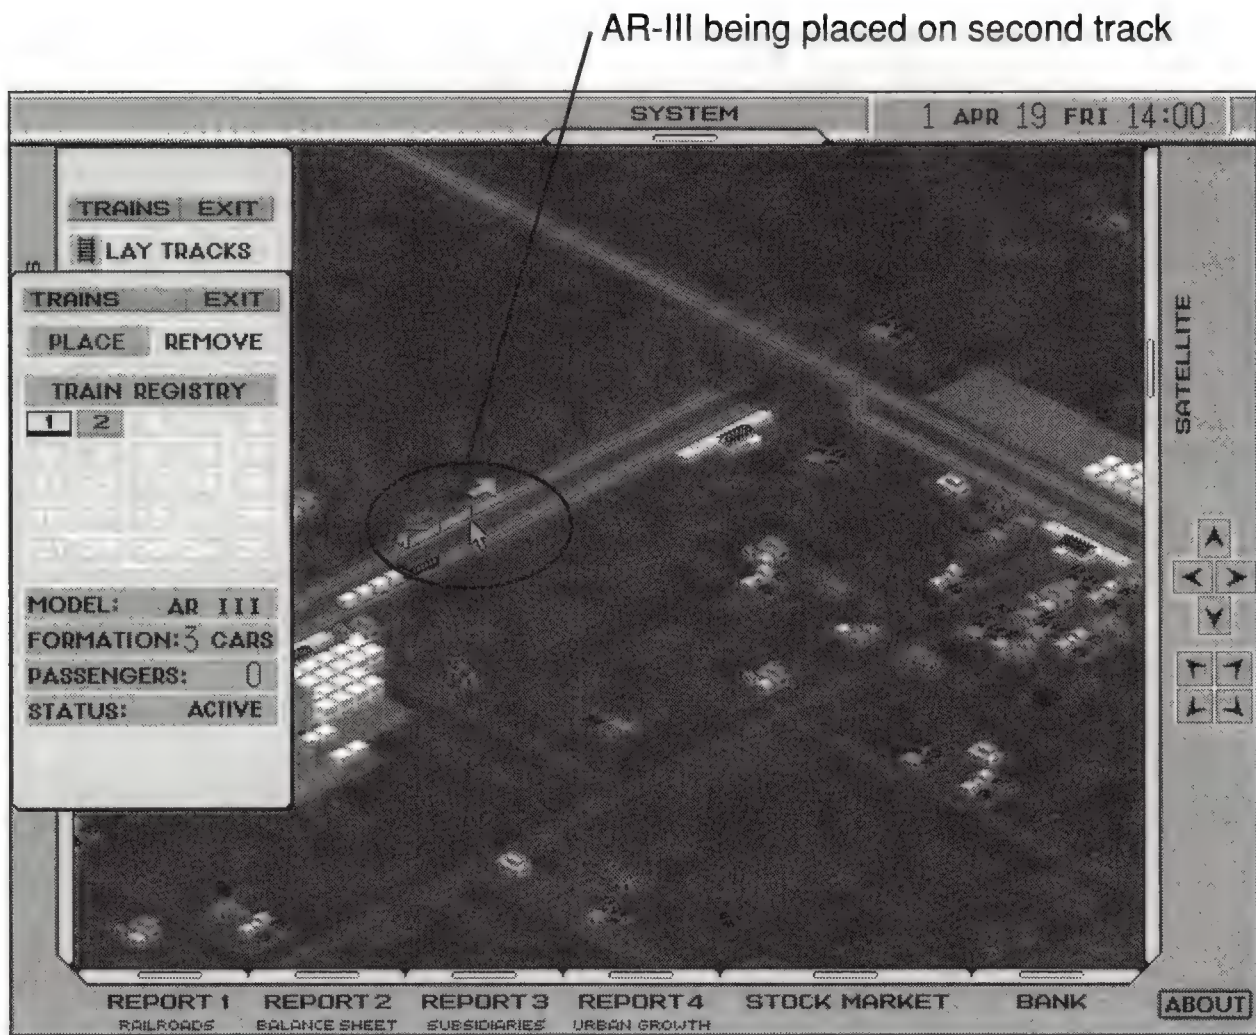 AR-III being placed on second track
SYSTEM
1 APR 19 FRI 14:00
TRAINS EXIT
LAY TRACKS
TRAINS EXIT
PLACE REMOVE
TRAIN REGISTRY
1 2
MODEL: AR III
FORMATION: 3 CARS
PASSENGERS: 0
STATUS: ACTIVE
SATELLITE
REPORT 1 REPORT 2 REPORT 3 REPORT 4 STOCK MARKET BANK ABOUT
RAILROADS BALANCE SHEET SUBSIDIARIES URBAN GROWTH